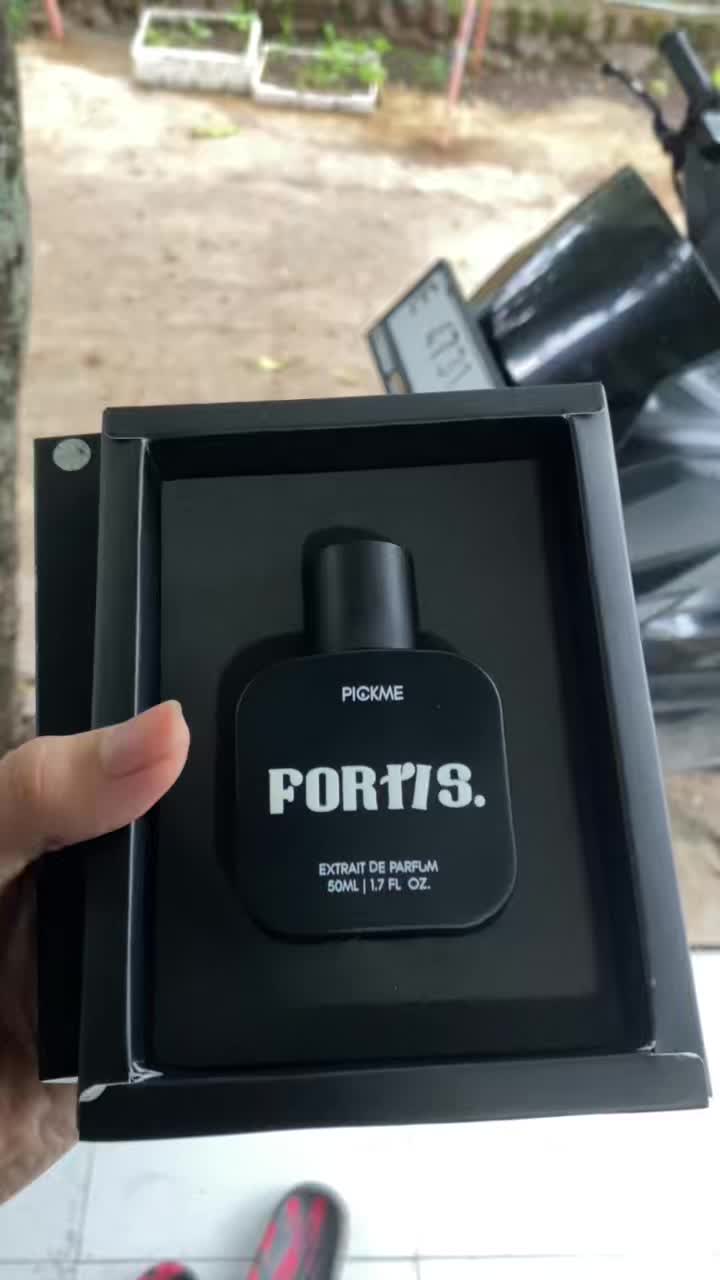 PICKME
FORTIS.
EXTRAIT DE PARFUM
50ML | 1.7 FL OZ.